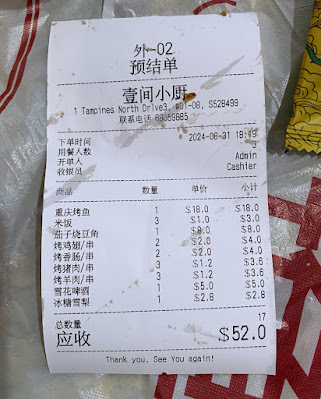 外-02
预结单
壹间小厨
1 Tampines North Drive3, #01-08, S528499
联系电话 68359885
下单时间 2024-08-31 18:19
用餐人数 3
开单人 Admin
收银员 Cashier
商品 数量 单价 小计
重庆烤鱼 1 $18.0 $18.0
米饭 3 $1.0 $3.0
茄子烧豆角 1 $8.0 $8.0
烤鸡翅/串 2 $2.0 $4.0
烤香肠/串 2 $2.0 $4.0
烤猪肉/串 3 $1.2 $3.6
烤羊肉/串 3 $1.2 $3.6
雪花啤酒 1 $5.0 $5.0
冰糖雪梨 1 $2.8 $2.8
总数量 17
应收 $52.0
Thank you. See You again!